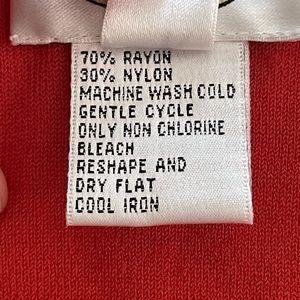 70% RAYON
30% NYLON
MACHINE WASH COLD
GENTLE CYCLE
ONLY NON CHLORINE
BLEACH
RESHAPE AND
DRY FLAT
COOL IRON